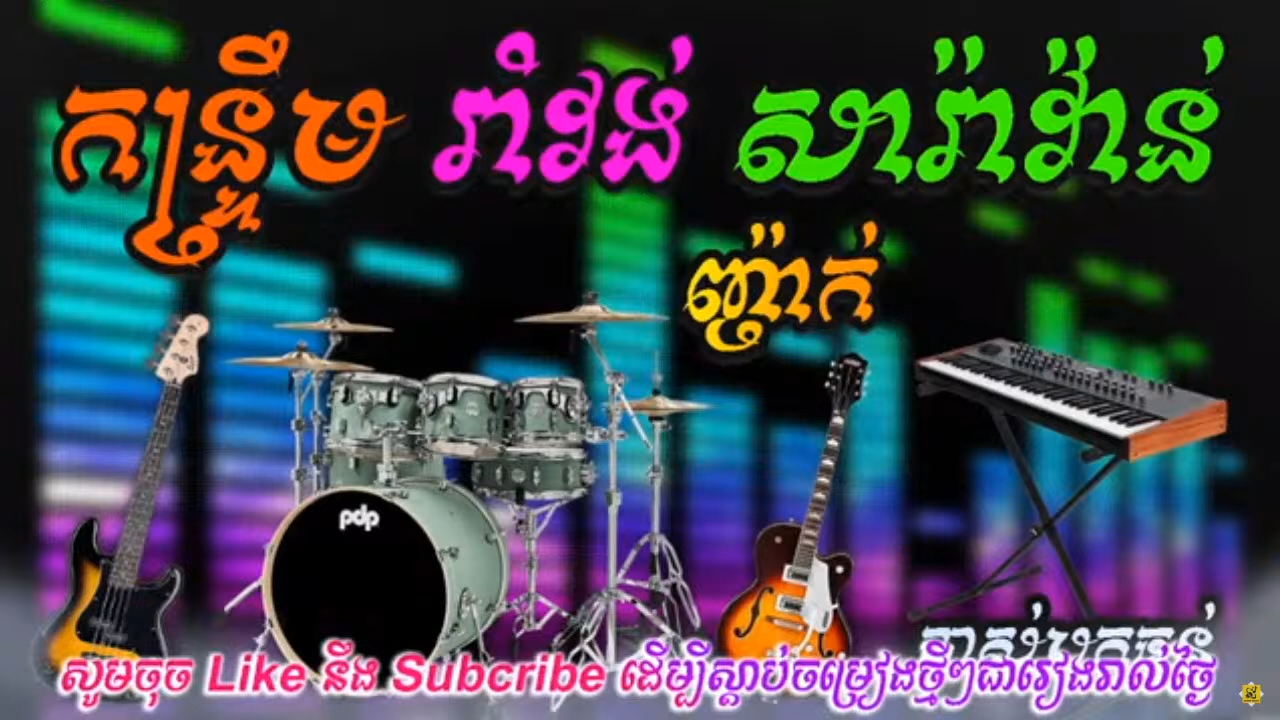 កន្ទ្រឹម រាំវង់ សារ៉ាវ៉ាន់
ញ៉ាក់
pdp
សូមចុច Like នឹង Subcribe ដើម្បីស្តាប់ចម្រៀងថ្មីៗជារៀងរាល់ថ្ងៃ